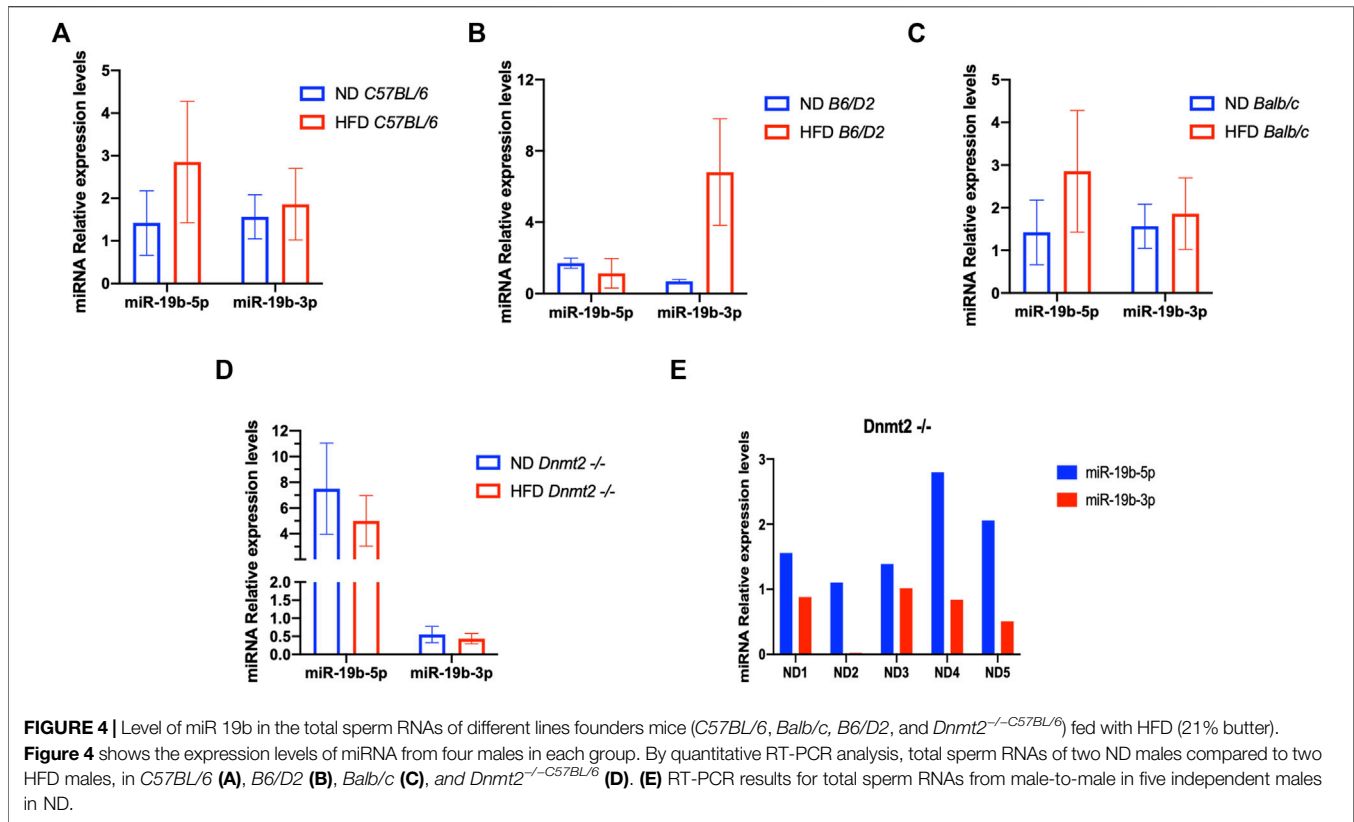 A
miRNA Relative expression levels
5
4
3
2
1
0
miR-19b-5p miR-19b-3p
ND C57BL/6
HFD C57BL/6
B
miRNA Relative expression levels
12
8
4
0
miR-19b-5p miR-19b-3p
ND B6/D2
HFD B6/D2
C
miRNA Relative expression levels
5
4
3
2
1
0
miR-19b-5p miR-19b-3p
ND Balb/c
HFD Balb/c
D
miRNA Relative expression levels
12
10
8
6
4
2.0
1.5
1.0
0.5
0.0
miR-19b-5p miR-19b-3p
ND Dnmt2 -/-
HFD Dnmt2 -/-
E
Dnmt2 -/-
miRNA Relative expression levels
3
2
1
0
ND1 ND2 ND3 ND4 ND5
miR-19b-5p
miR-19b-3p
FIGURE 4 | Level of miR 19b in the total sperm RNAs of different lines founders mice (C57BL/6, Balb/c, B6/D2, and Dnmt2−/−C57BL/6) fed with HFD (21% butter).
Figure 4 shows the expression levels of miRNA from four males in each group. By quantitative RT-PCR analysis, total sperm RNAs of two ND males compared to two
HFD males, in C57BL/6 (A), B6/D2 (B), Balb/c (C), and Dnmt2−/−C57BL/6 (D). (E) RT-PCR results for total sperm RNAs from male-to-male in five independent males
in ND.